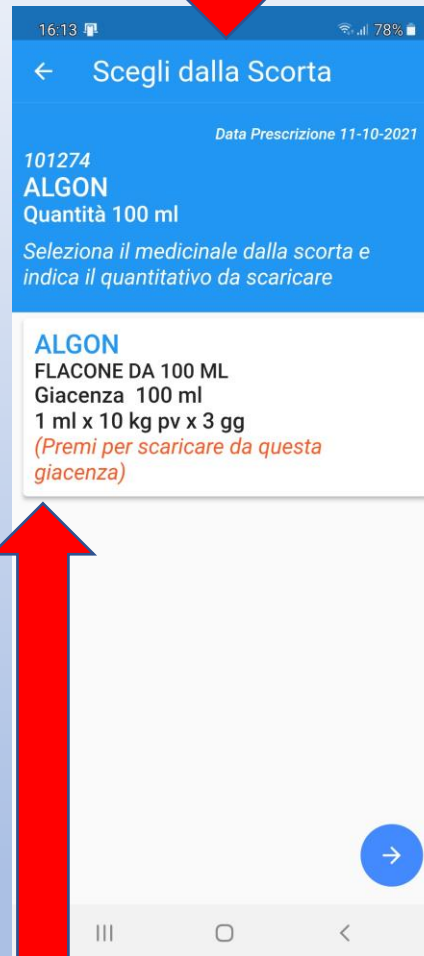 16:13 78%
Scegli dalla Scorta
Data Prescrizione 11-10-2021
101274
ALGON
Quantità 100 ml
Seleziona il medicinale dalla scorta e
indica il quantitativo da scaricare
ALGON
FLACONE DA 100 ML
Giacenza 100 ml
1 ml x 10 kg pv x 3 gg
(Premi per scaricare da questa
giacenza)